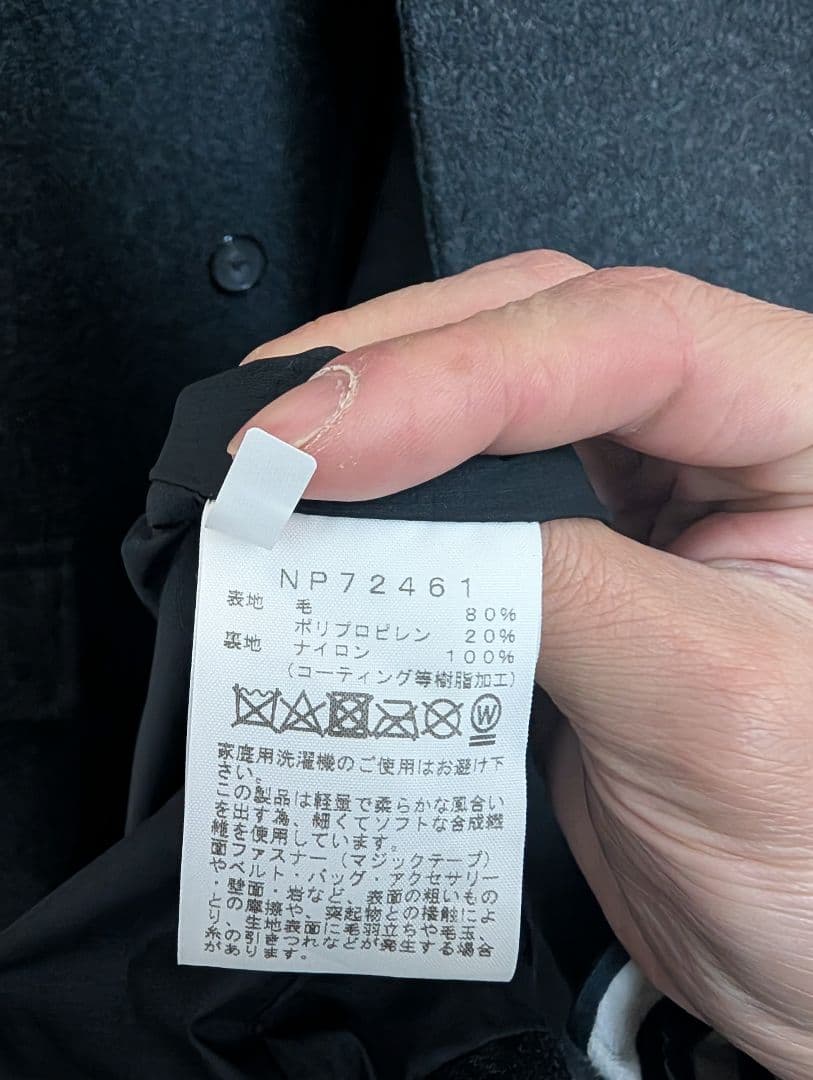 NP72461
表地 毛 80%
ポリプロピレン 20%
裏地 ナイロン 100%
（コーティング等樹脂加工）
W
家庭用洗濯機のご使用はお避け下
さい。
この製品は軽量で柔らかな風合い
を出す為、細くてソフトな合成繊
維を使用しています。
面ファスナー（マジックテープ）
やベルト・バッグ・アクセサリー
・壁面・岩など、表面の粗いもの
との摩擦や、突起物との接触によ
り、生地表面に毛羽立ちや毛玉、
糸の引きつれなどが発生する場合
があります。